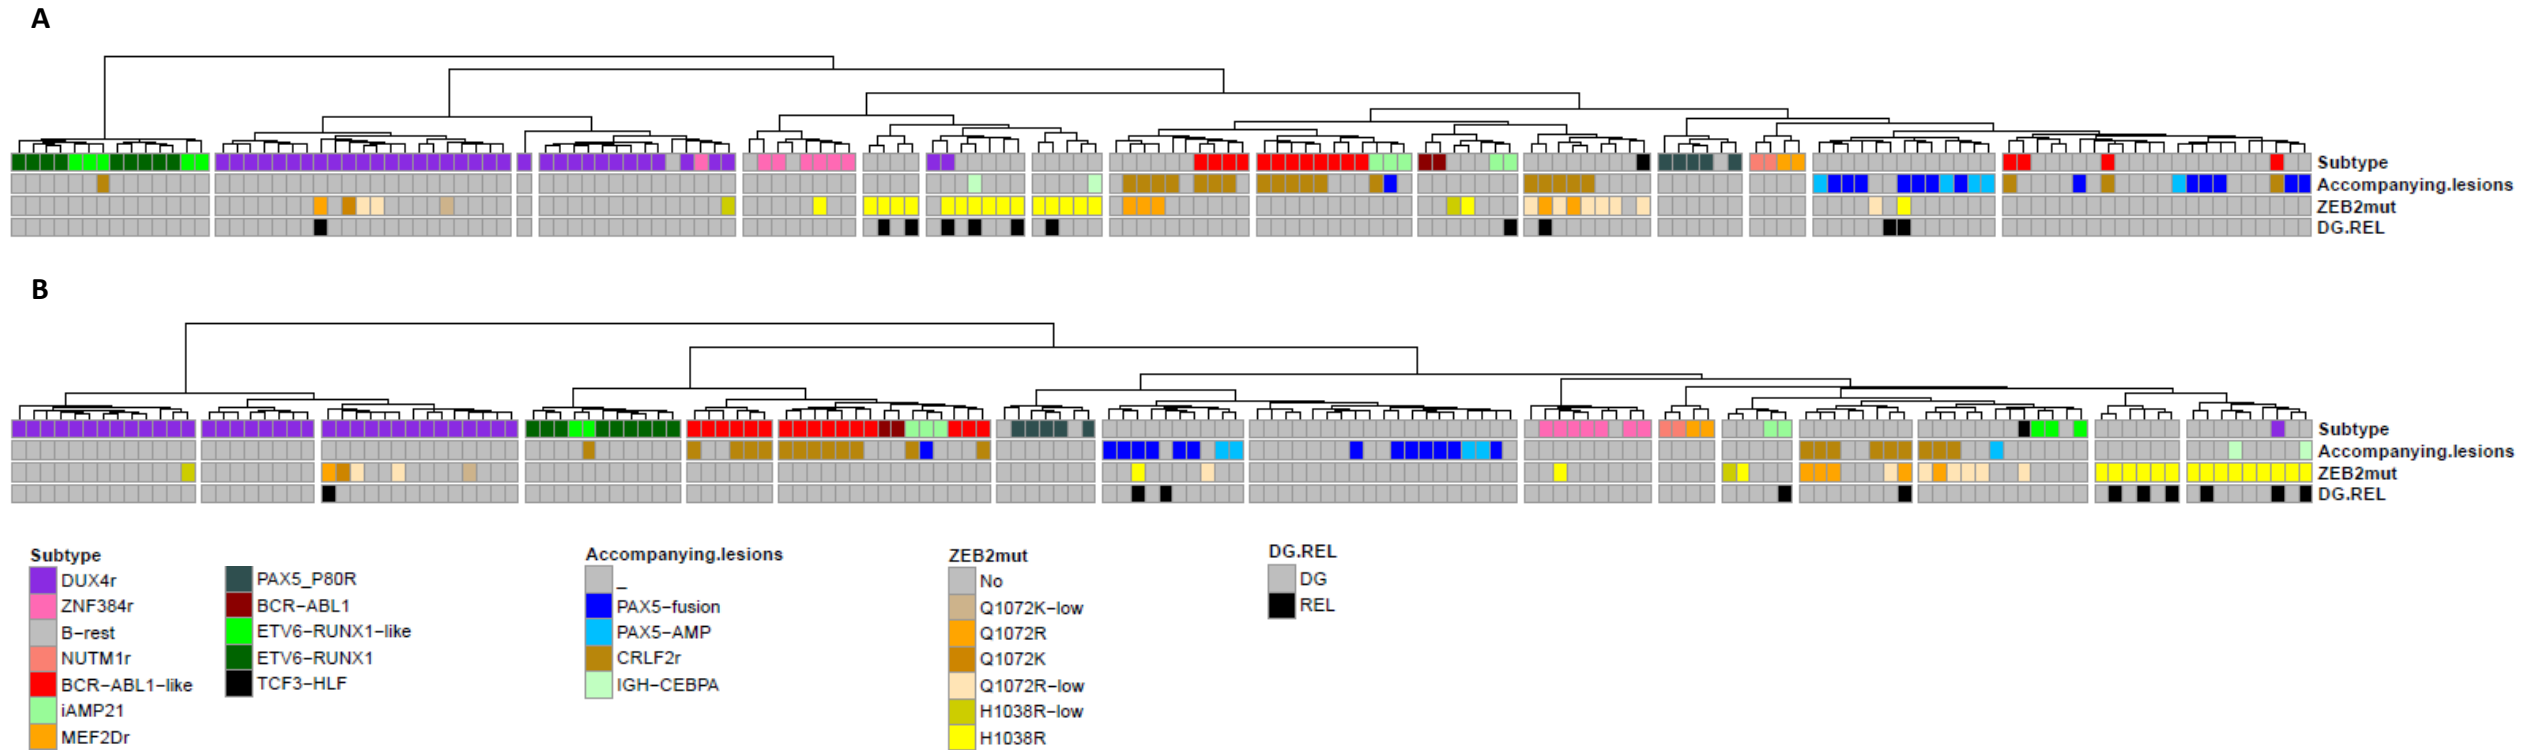 A
Subtype
Accompanying.lesions
ZEB2mut
DG.REL
B
Subtype
Accompanying.lesions
ZEB2mut
DG.REL
Subtype
DUX4r
ZNF384r
B−rest
NUTM1r
BCR−ABL1−like
iAMP21
MEF2Dr
PAX5_P80R
BCR−ABL1
ETV6−RUNX1−like
ETV6−RUNX1
TCF3−HLF
Accompanying.lesions
_
PAX5−fusion
PAX5−AMP
CRLF2r
IGH−CEBPA
ZEB2mut
No
Q1072K−low
Q1072R
Q1072K
Q1072R−low
H1038R−low
H1038R
DG.REL
DG
REL